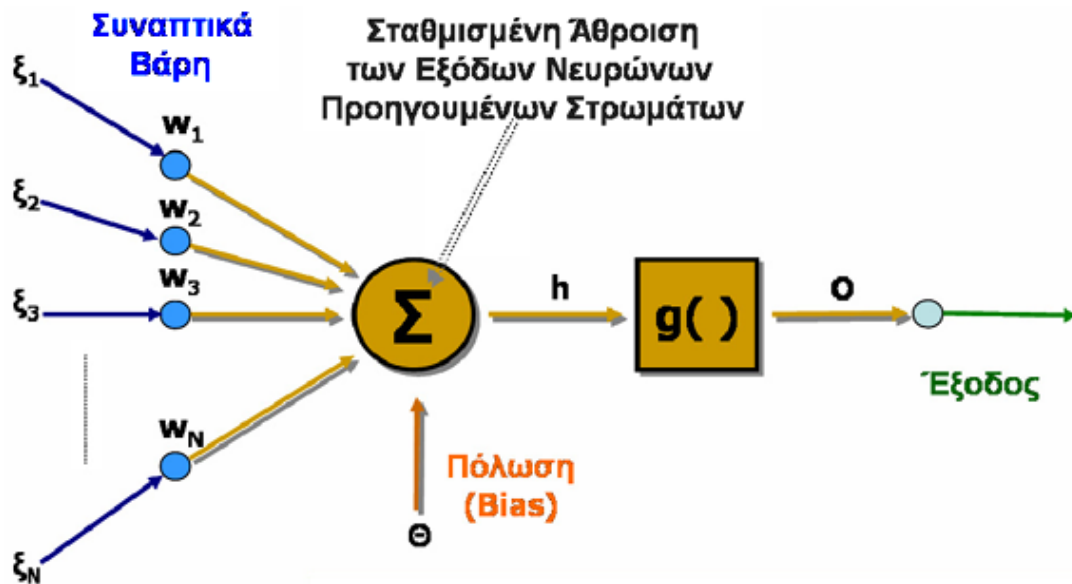 Συναπτικά
Βάρη
Σταθμισμένη Άθροιση
των Εξόδων Νευρώνων
Προηγουμένων Στρωμάτων
ξ1
w1
ξ2
w2
ξ3
w3
Σ
h
g( )
O
Έξοδος
wN
Πόλωση
(Bias)
Θ
ξN